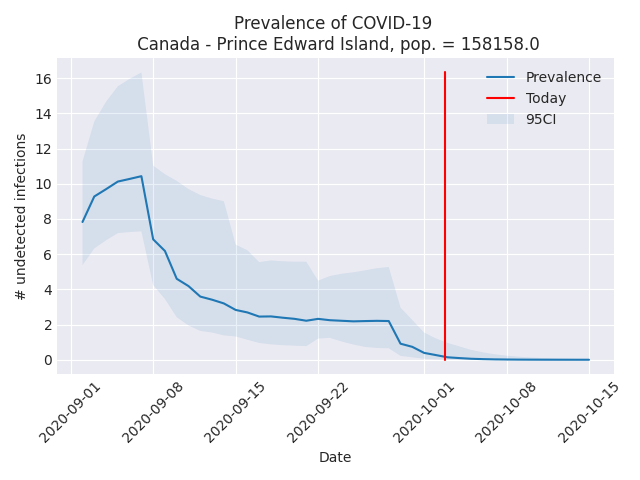 Prevalence of COVID-19
Canada - Prince Edward Island, pop. = 158158.0
Prevalence
Today
95CI
# undetected infections
16
14
12
10
8
6
4
2
0
2020-09-01
2020-09-08
2020-09-15
2020-09-22
2020-10-01
2020-10-08
2020-10-15
Date